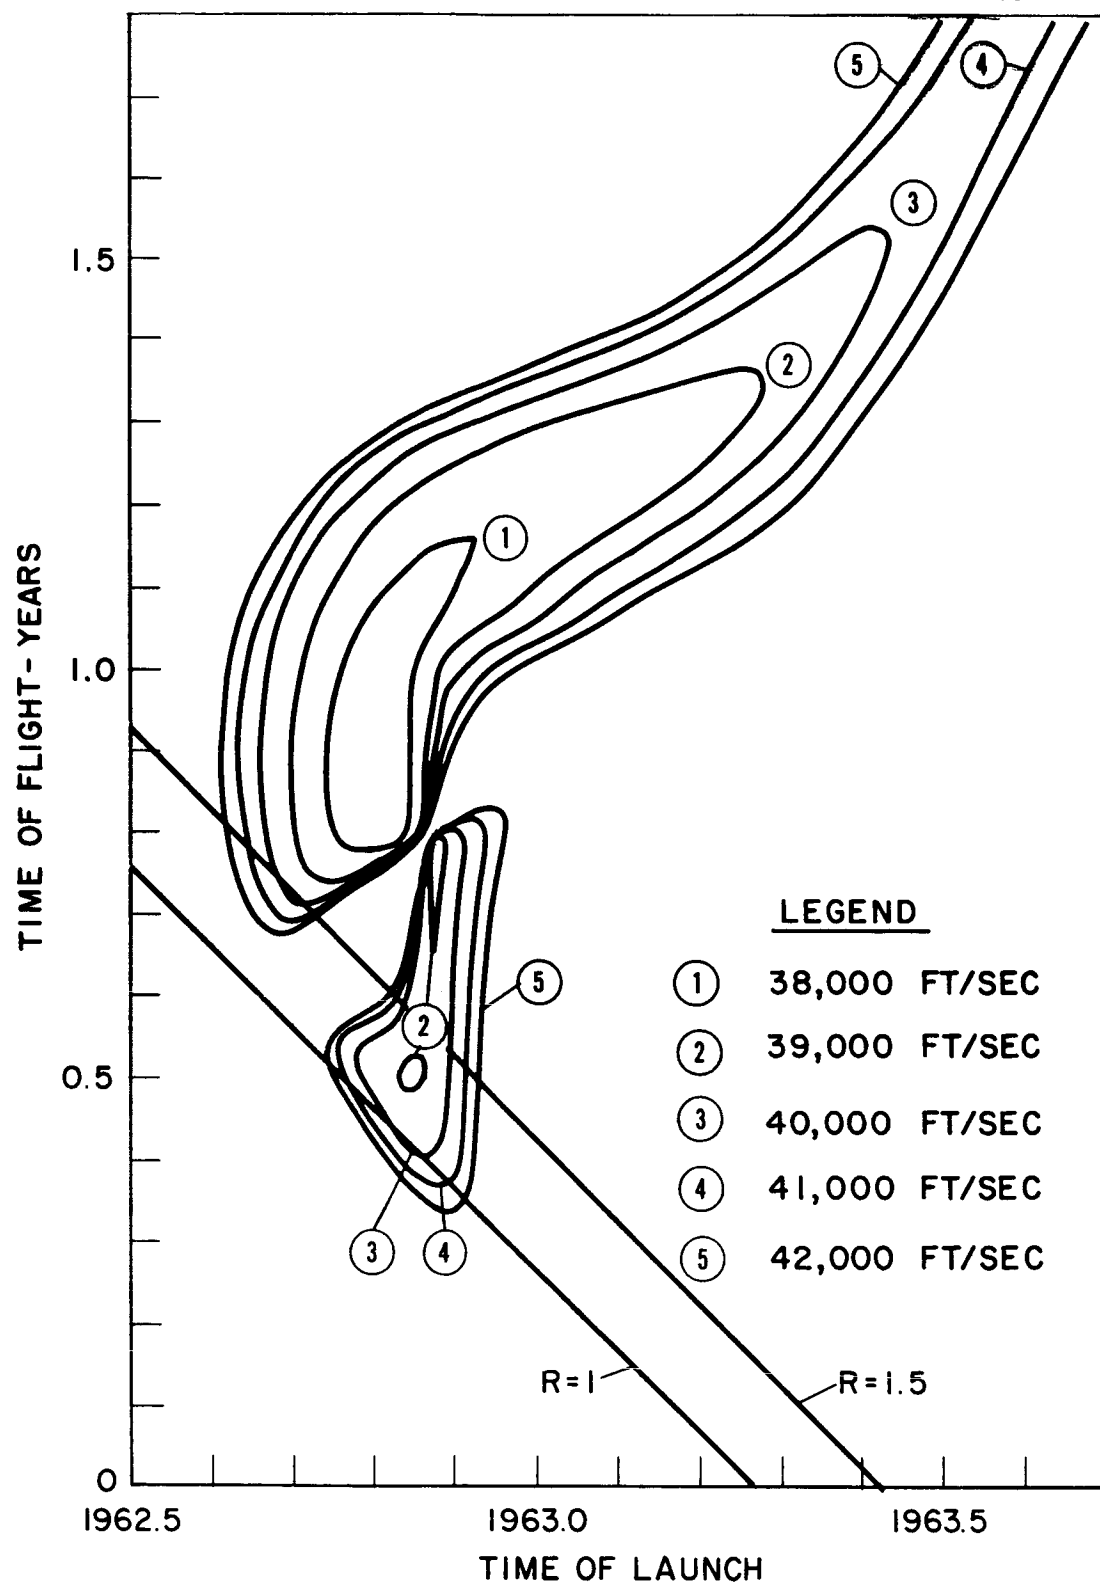 5
4
3
1.5
2
1
1.0
TIME OF FLIGHT-YEARS
LEGEND
1 38,000 FT/SEC
5
2
2 39,000 FT/SEC
0.5
3 40,000 FT/SEC
4 41,000 FT/SEC
3 4
5 42,000 FT/SEC
R=1
R=1.5
0
1962.5 1963.0 1963.5
TIME OF LAUNCH